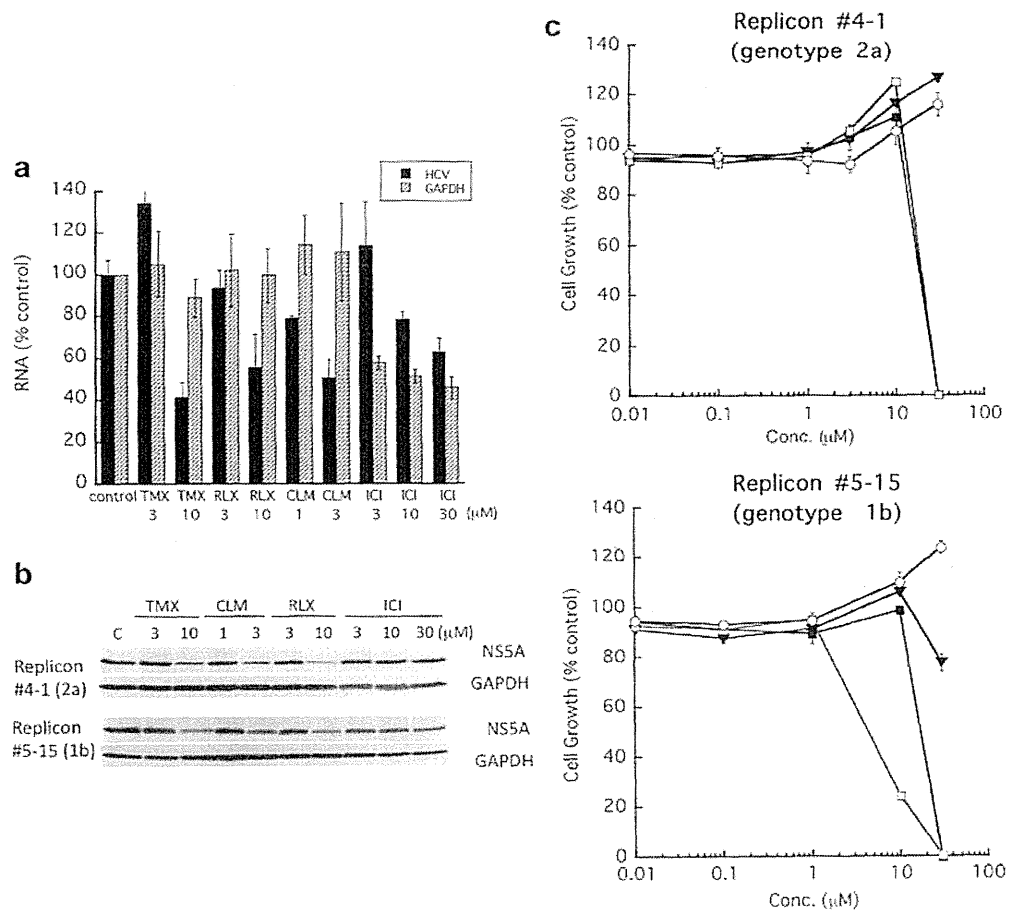 a
HCV
GAPDH
140
120
100
80
60
40
20
0
RNA (% control)
control TMX TMX RLX RLX CLM CLM ICI ICI ICI
3 10 3 10 1 3 3 10 30 (μM)
b
TMX CLM RLX ICI
C 3 10 1 3 3 10 3 10 30 (μM)
Replicon
#4-1 (2a)
NS5A
GAPDH
Replicon
#5-15 (1b)
NS5A
GAPDH
c
Replicon #4-1
(genotype 2a)
140
120
100
80
60
40
20
0
Cell Growth (% control)
0.01 0.1 1 10 100
Conc. (μM)
Replicon #5-15
(genotype 1b)
140
120
100
80
60
40
20
0
Cell Growth (% control)
0.01 0.1 1 10 100
Conc. (μM)